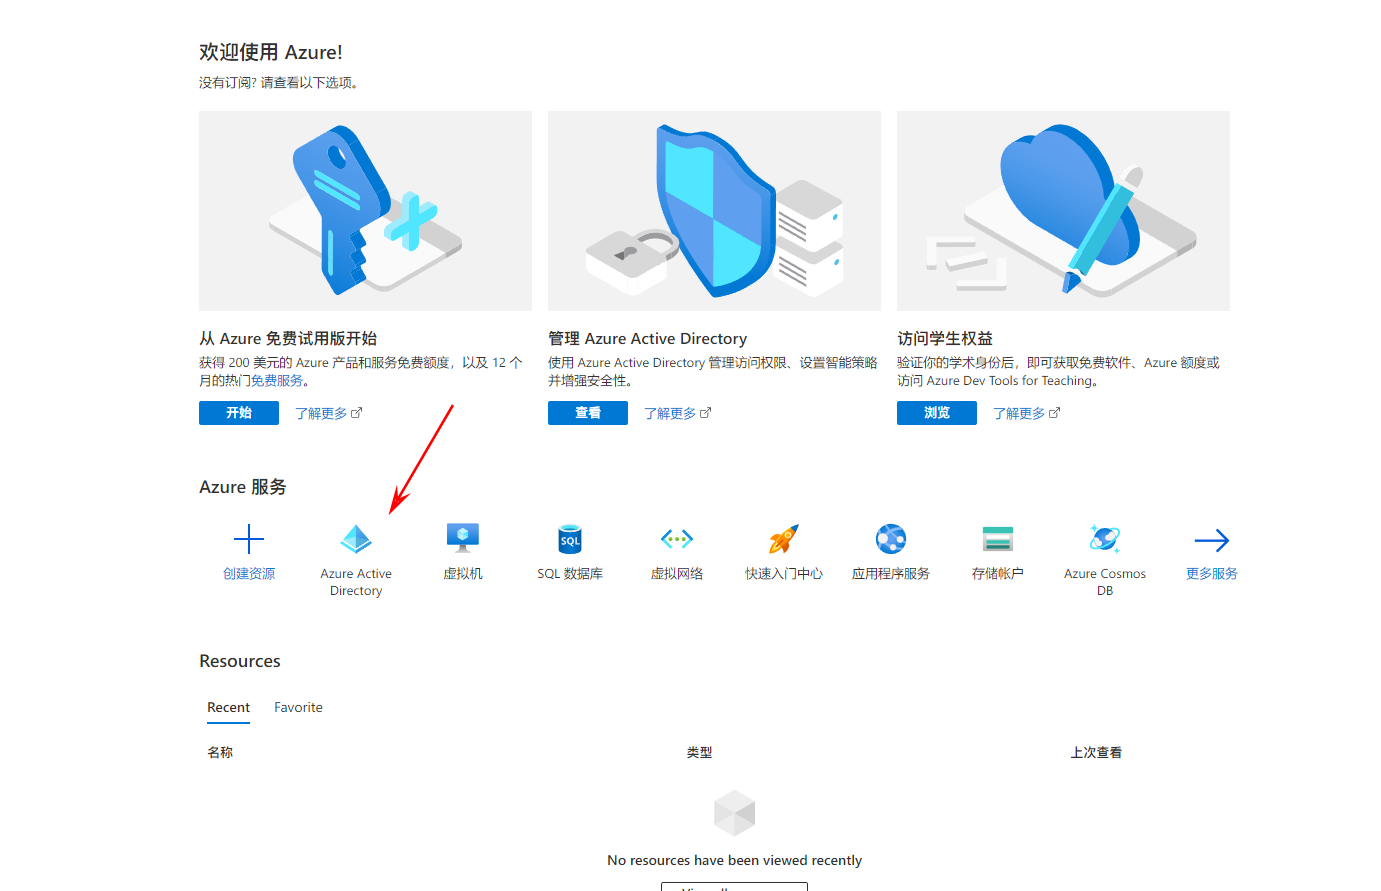 欢迎使用 Azure!
没有订阅? 请查看以下选项。
从 Azure 免费试用版开始
获得 200 美元的 Azure 产品和服务免费额度，以及 12 个
月的热门免费服务。
开始 了解更多
管理 Azure Active Directory
使用 Azure Active Directory 管理访问权限、设置智能策略
并增强安全性。
查看 了解更多
访问学生权益
验证你的学术身份后，即可获取免费软件、Azure 额度或
访问 Azure Dev Tools for Teaching。
浏览 了解更多
Azure 服务
创建资源
Azure Active
Directory
虚拟机
SQL
SQL 数据库
虚拟网络
快速入门中心
应用程序服务
存储帐户
Azure Cosmos
DB
更多服务
Resources
Recent Favorite
名称 类型 上次查看
No resources have been viewed recently